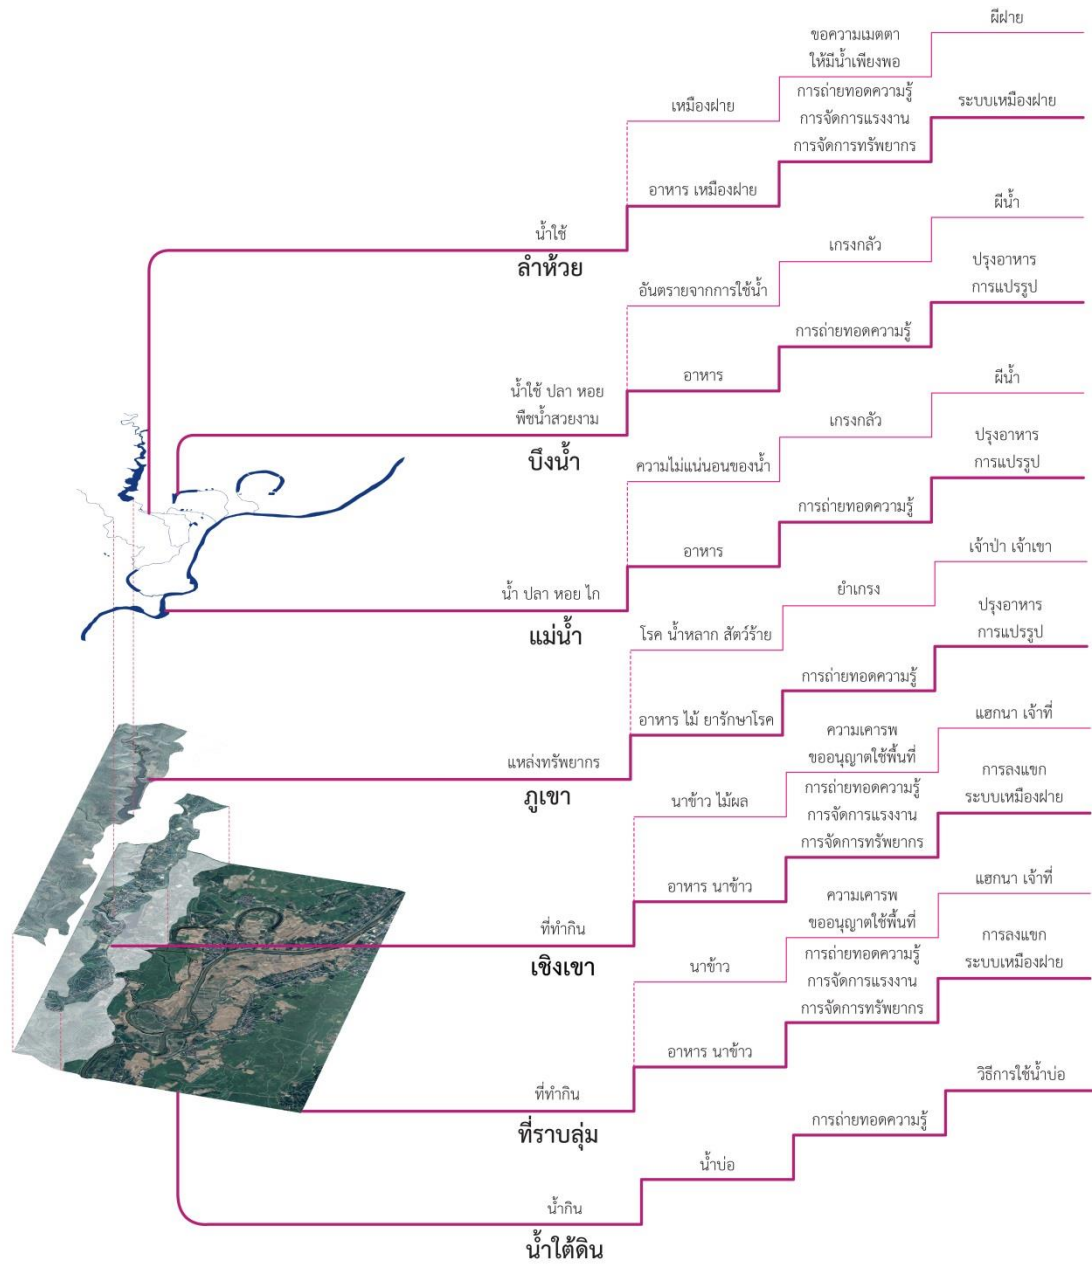 ผีฝาย
ขอความเมตตา
ให้มีน้ำเพียงพอ
เหมืองฝาย
การถ่ายทอดความรู้
การจัดการแรงงาน
การจัดการทรัพยากร
ระบบเหมืองฝาย
อาหาร เหมืองฝาย
น้ำใช้
ลำห้วย
ผีน้ำ
เกรงกลัว
อันตรายจากการใช้น้ำ
ปรุงอาหาร
การแปรรูป
การถ่ายทอดความรู้
อาหาร
น้ำใช้ ปลา หอย
พืชน้ำสวยงาม
บึงน้ำ
ผีน้ำ
เกรงกลัว
ความไม่แน่นอนของน้ำ
ปรุงอาหาร
การแปรรูป
การถ่ายทอดความรู้
อาหาร
น้ำ ปลา หอย ไก
แม่น้ำ
เจ้าป่า เจ้าเขา
ยำเกรง
โรค น้ำหลาก สัตว์ร้าย
ปรุงอาหาร
การแปรรูป
การถ่ายทอดความรู้
อาหาร ไม้ ยารักษาโรค
แหล่งทรัพยากร
ภูเขา
แฮกนา เจ้าที่
ความเคารพ
ขออนุญาตใช้พื้นที่
นาข้าว ไม้ผล
การลงแขก
ระบบเหมืองฝาย
การถ่ายทอดความรู้
การจัดการแรงงาน
การจัดการทรัพยากร
อาหาร นาข้าว
ที่ทำกิน
เชิงเขา
แฮกนา เจ้าที่
ความเคารพ
ขออนุญาตใช้พื้นที่
นาข้าว
การลงแขก
ระบบเหมืองฝาย
การถ่ายทอดความรู้
การจัดการแรงงาน
การจัดการทรัพยากร
อาหาร นาข้าว
ที่ทำกิน
ที่ราบลุ่ม
วิธีการใช้น้ำบ่อ
การถ่ายทอดความรู้
น้ำบ่อ
น้ำกิน
น้ำใต้ดิน